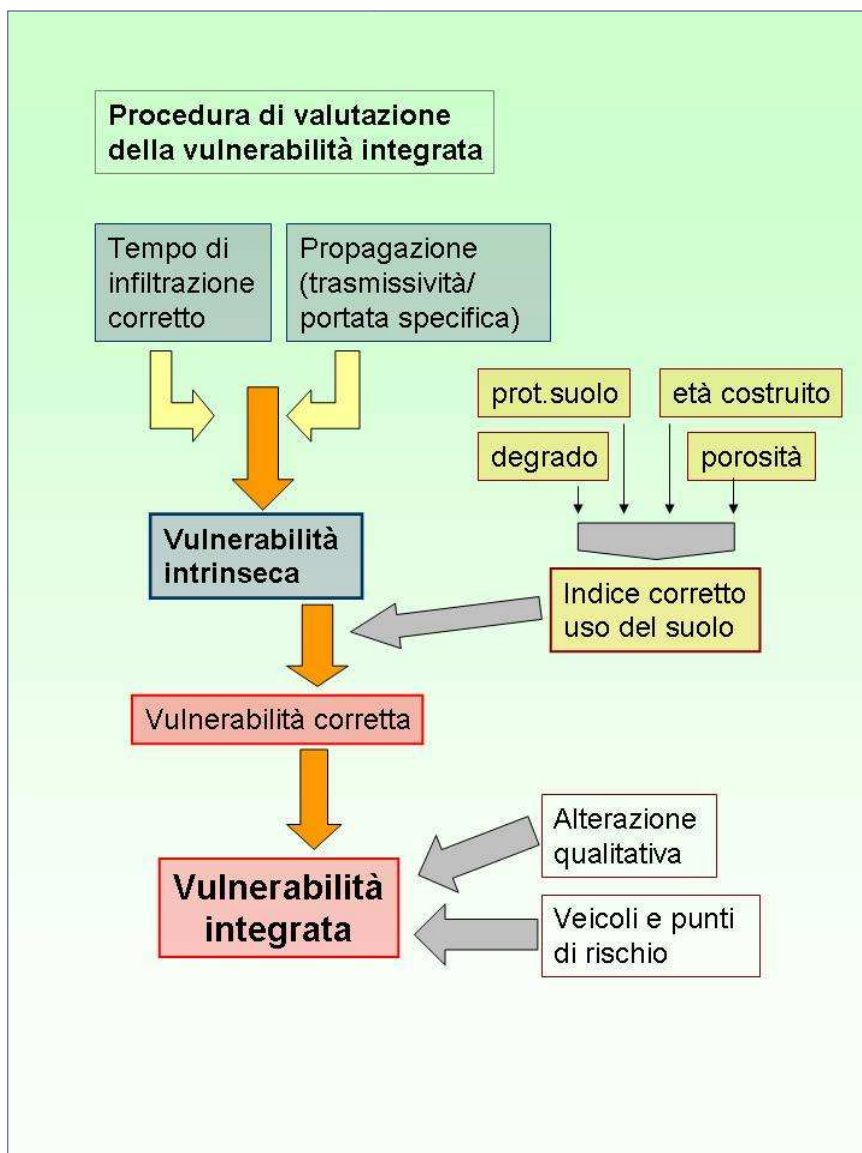 Procedura di valutazione
della vulnerabilità integrata
Tempo di
infiltrazione
corretto
Propagazione
(trasmissività/
portata specifica)
prot.suolo
età costruito
degrado
porosità
Vulnerabilità
intrinseca
Indice corretto
uso del suolo
Vulnerabilità corretta
Alterazione
qualitativa
Vulnerabilità
integrata
Veicoli e punti
di rischio